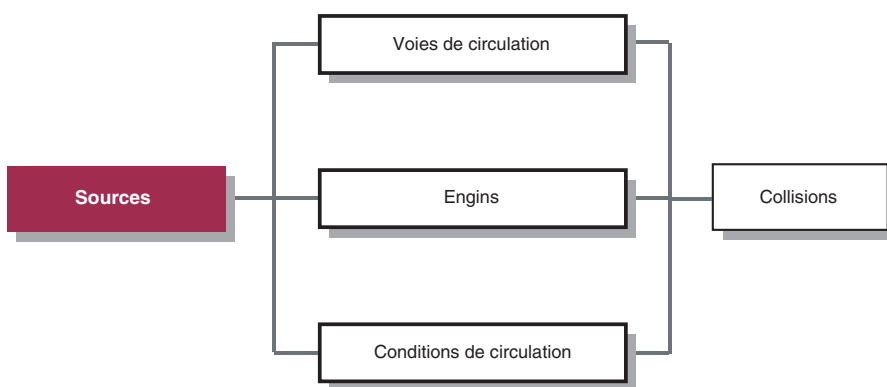 Voies de circulation
Sources
Engins
Collisions
Conditions de circulation